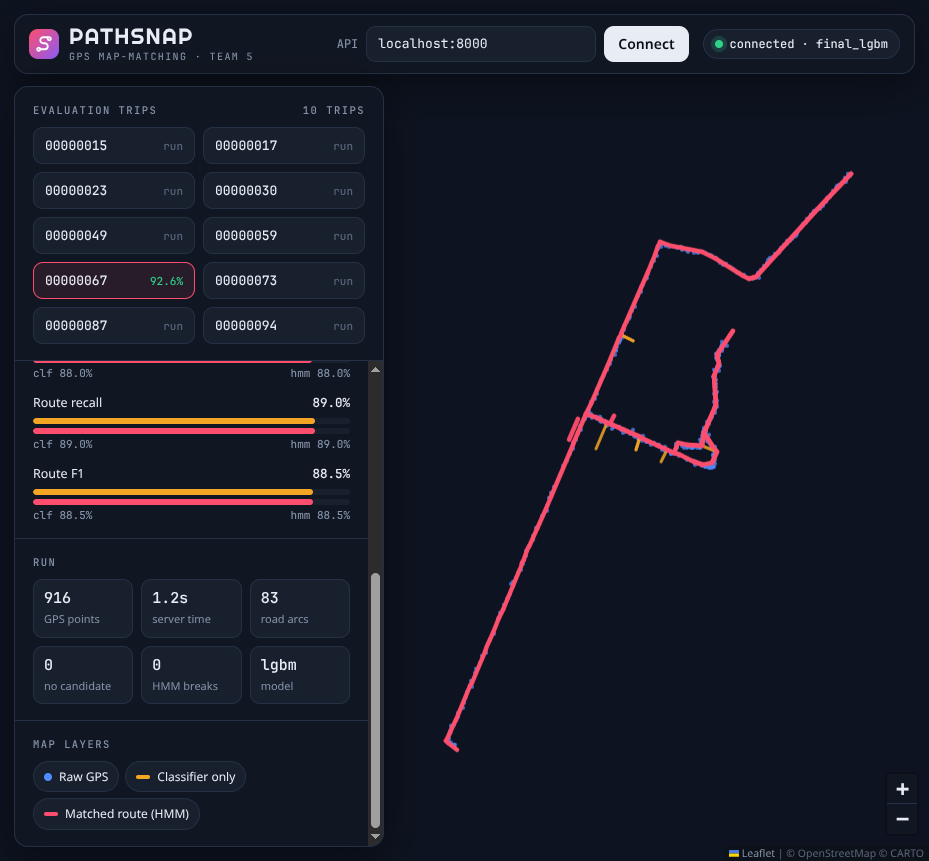 PATHSNAP
GPS MAP-MATCHING · TEAM 5
API
localhost:8000
Connect
connected · final_lgbm
EVALUATION TRIPS
10 TRIPS
00000015 run
00000017 run
00000023 run
00000030 run
00000049 run
00000059 run
00000067 92.6%
00000073 run
00000087 run
00000094 run
clf 88.0% hmm 88.0%
Route recall 89.0%
clf 89.0% hmm 89.0%
Route F1 88.5%
clf 88.5% hmm 88.5%
RUN
916
GPS points
1.2s
server time
83
road arcs
0
no candidate
0
HMM breaks
lgbm
model
MAP LAYERS
Raw GPS
Classifier only
Matched route (HMM)
+
−
Leaflet | © OpenStreetMap © CARTO